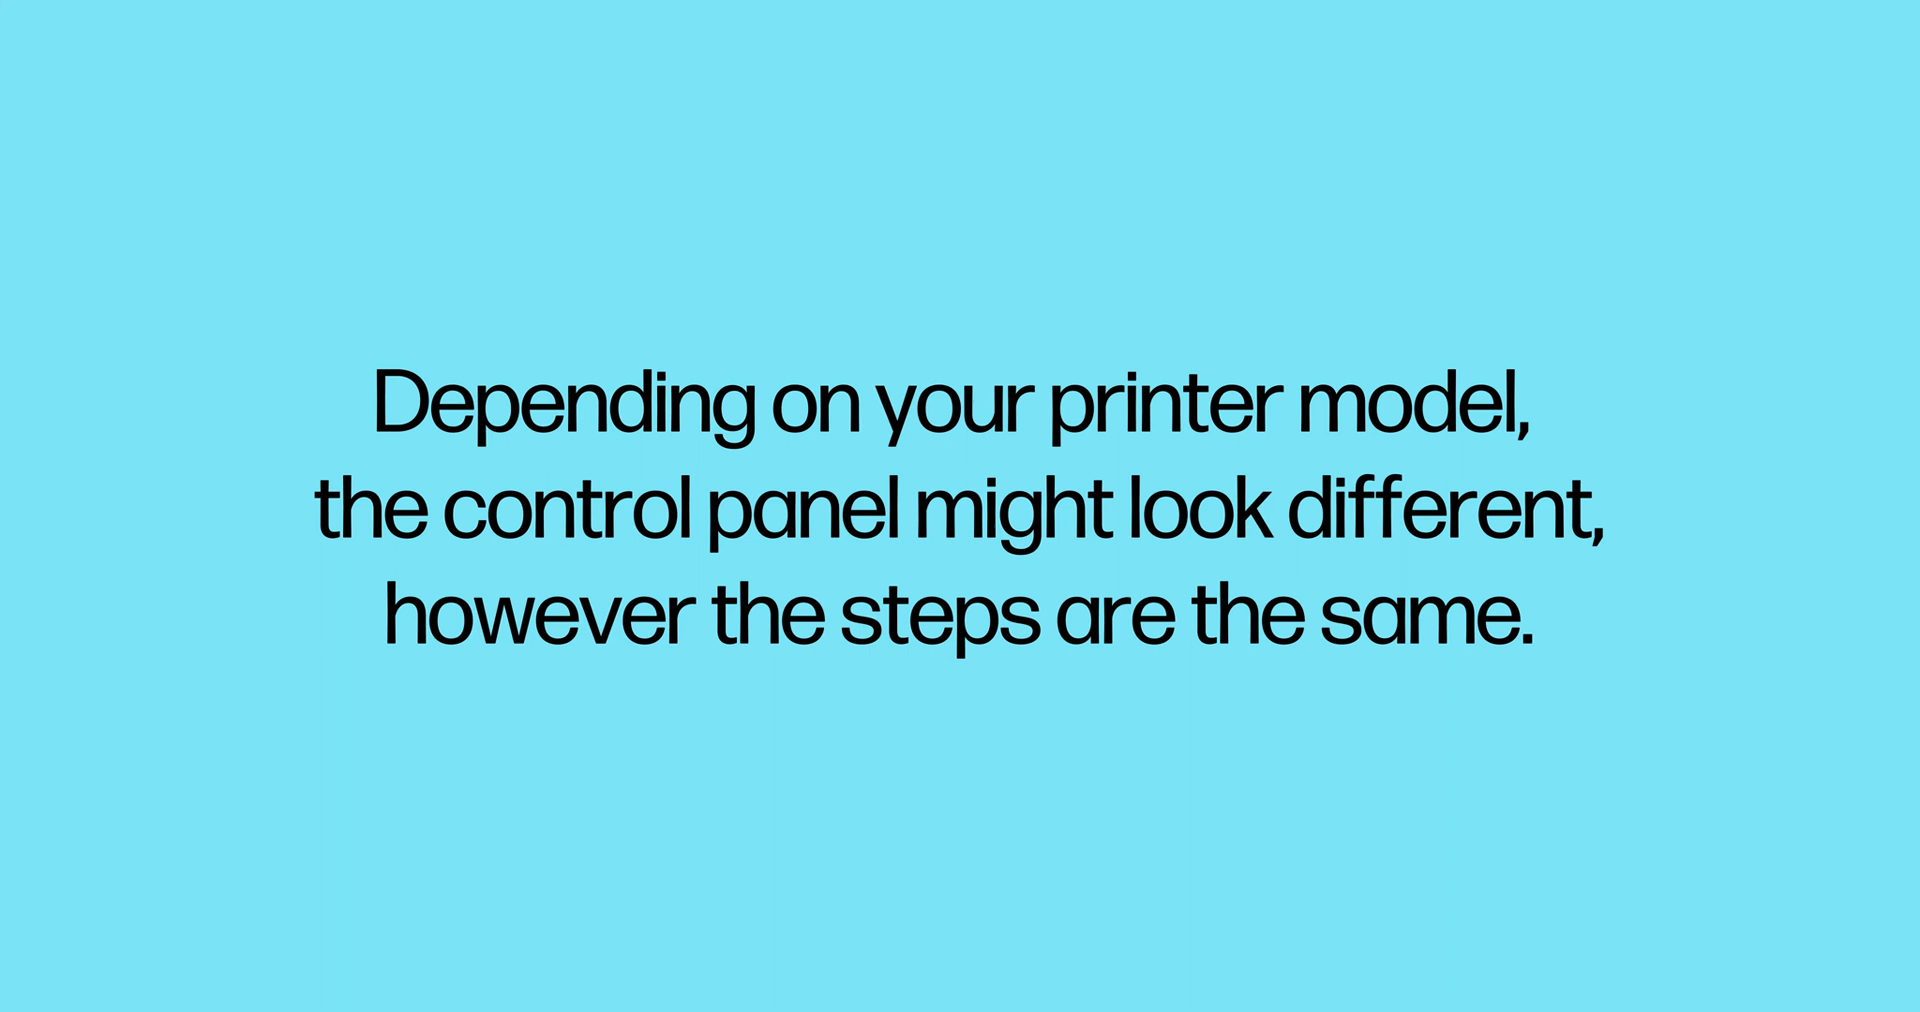 Depending on your printer model,
the control panel might look different,
however the steps are the same.